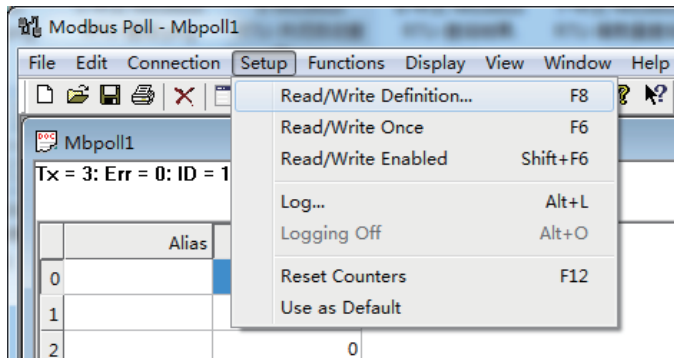 Modbus Poll - Mbpoll1
File Edit Connection Setup Functions Display View Window Help
Read/Write Definition... F8
Read/Write Once F6
Read/Write Enabled Shift+F6
Log... Alt+L
Logging Off Alt+O
Reset Counters F12
Use as Default
Mbpoll1
Tx = 3: Err = 0: ID = 1
Alias
0
1
2 0